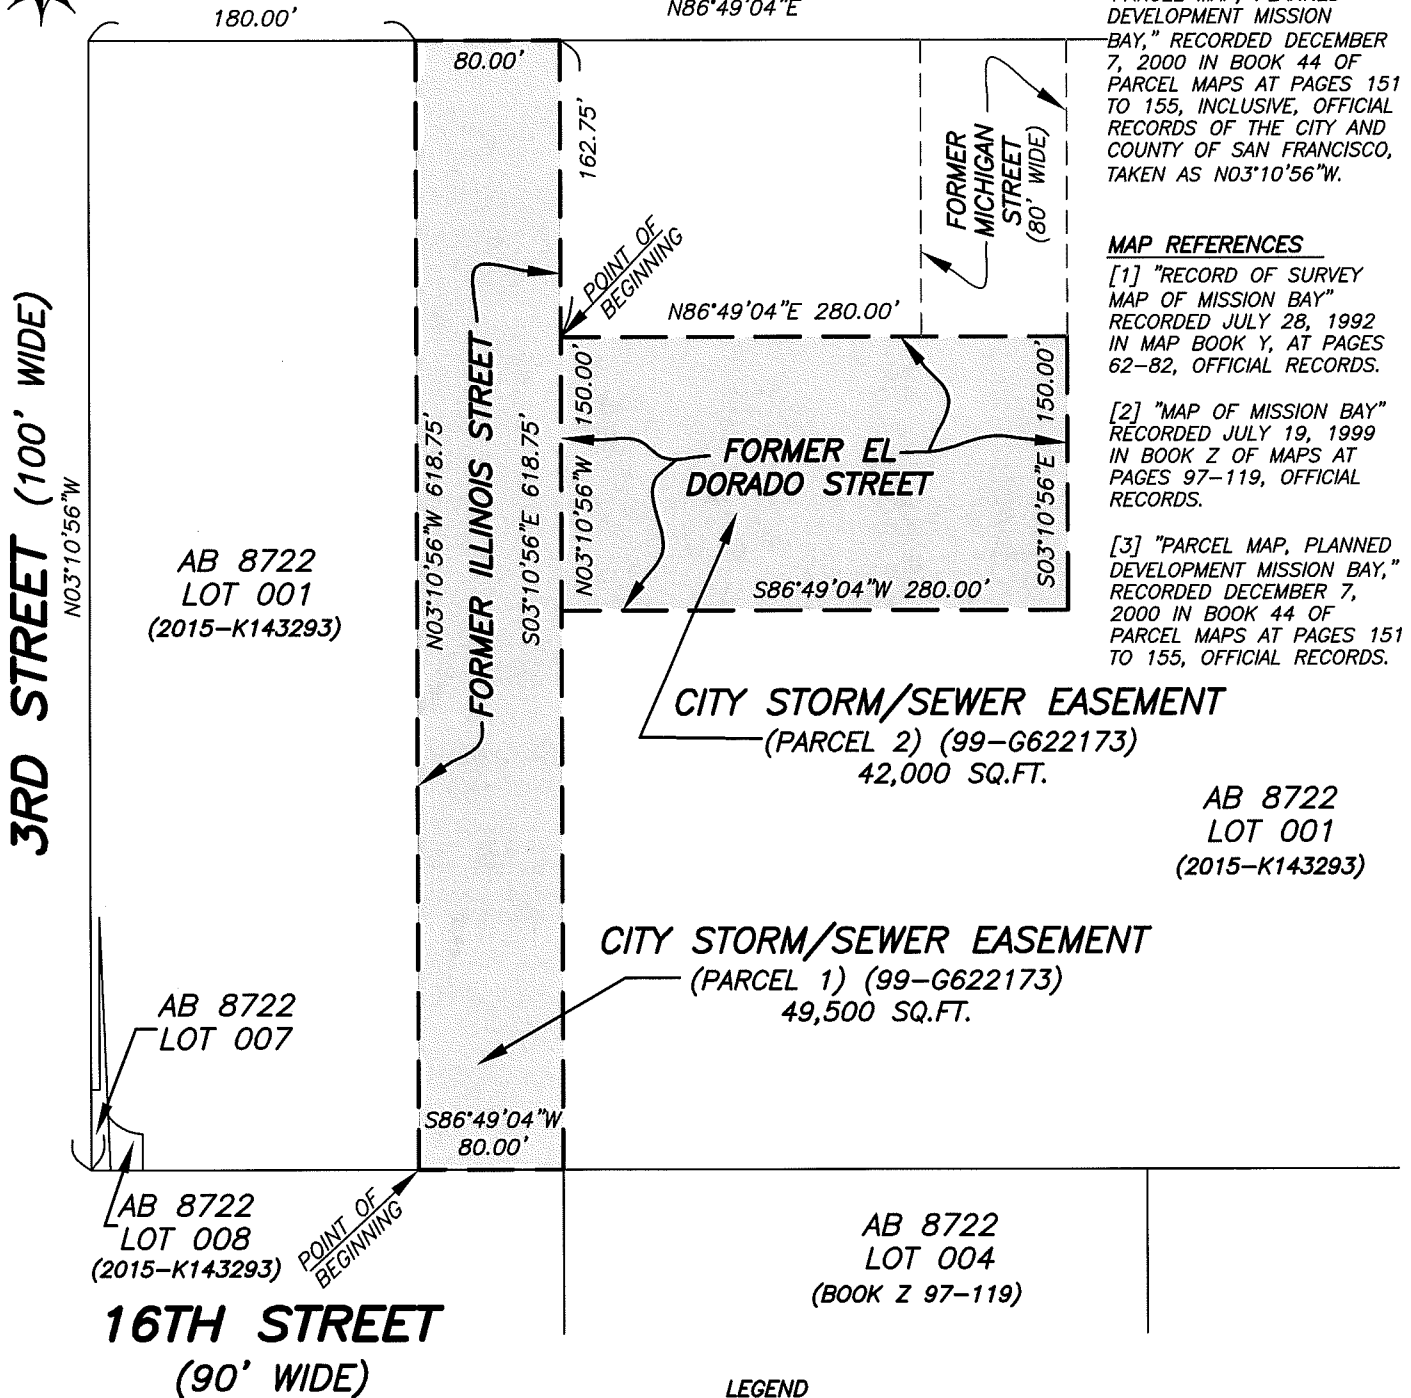 180.00'
N86°49'04"E
80.00'
162.75'
PARCEL MAP, PLANNED
DEVELOPMENT MISSION
BAY," RECORDED DECEMBER
7, 2000 IN BOOK 44 OF
PARCEL MAPS AT PAGES 151
TO 155, INCLUSIVE, OFFICIAL
RECORDS OF THE CITY AND
COUNTY OF SAN FRANCISCO,
TAKEN AS N03°10'56"W.
FORMER
MICHIGAN
STREET
(80' WIDE)
MAP REFERENCES
[1] "RECORD OF SURVEY
MAP OF MISSION BAY"
RECORDED JULY 28, 1992
IN MAP BOOK Y, AT PAGES
62-82, OFFICIAL RECORDS.
[2] "MAP OF MISSION BAY"
RECORDED JULY 19, 1999
IN BOOK Z OF MAPS AT
PAGES 97-119, OFFICIAL
RECORDS.
[3] "PARCEL MAP, PLANNED
DEVELOPMENT MISSION BAY,"
RECORDED DECEMBER 7,
2000 IN BOOK 44 OF
PARCEL MAPS AT PAGES 151
TO 155, OFFICIAL RECORDS.
POINT OF
BEGINNING
N86°49'04"E 280.00'
3RD STREET (100' WIDE)
N03°10'56"W
AB 8722
LOT 001
(2015-K143293)
N03°10'56"W 618.75'
FORMER ILLINOIS STREET
S03°10'56"E 618.75'
N03°10'56"W 150.00'
FORMER EL
DORADO STREET
S03°10'56"E 150.00'
S86°49'04"W 280.00'
CITY STORM/SEWER EASEMENT
(PARCEL 2) (99-G622173)
42,000 SQ.FT.
AB 8722
LOT 001
(2015-K143293)
CITY STORM/SEWER EASEMENT
(PARCEL 1) (99-G622173)
49,500 SQ.FT.
AB 8722
LOT 007
S86°49'04"W
80.00'
AB 8722
LOT 008
(2015-K143293)
POINT OF
BEGINNING
AB 8722
LOT 004
(BOOK Z 97-119)
16TH STREET
(90' WIDE)
LEGEND